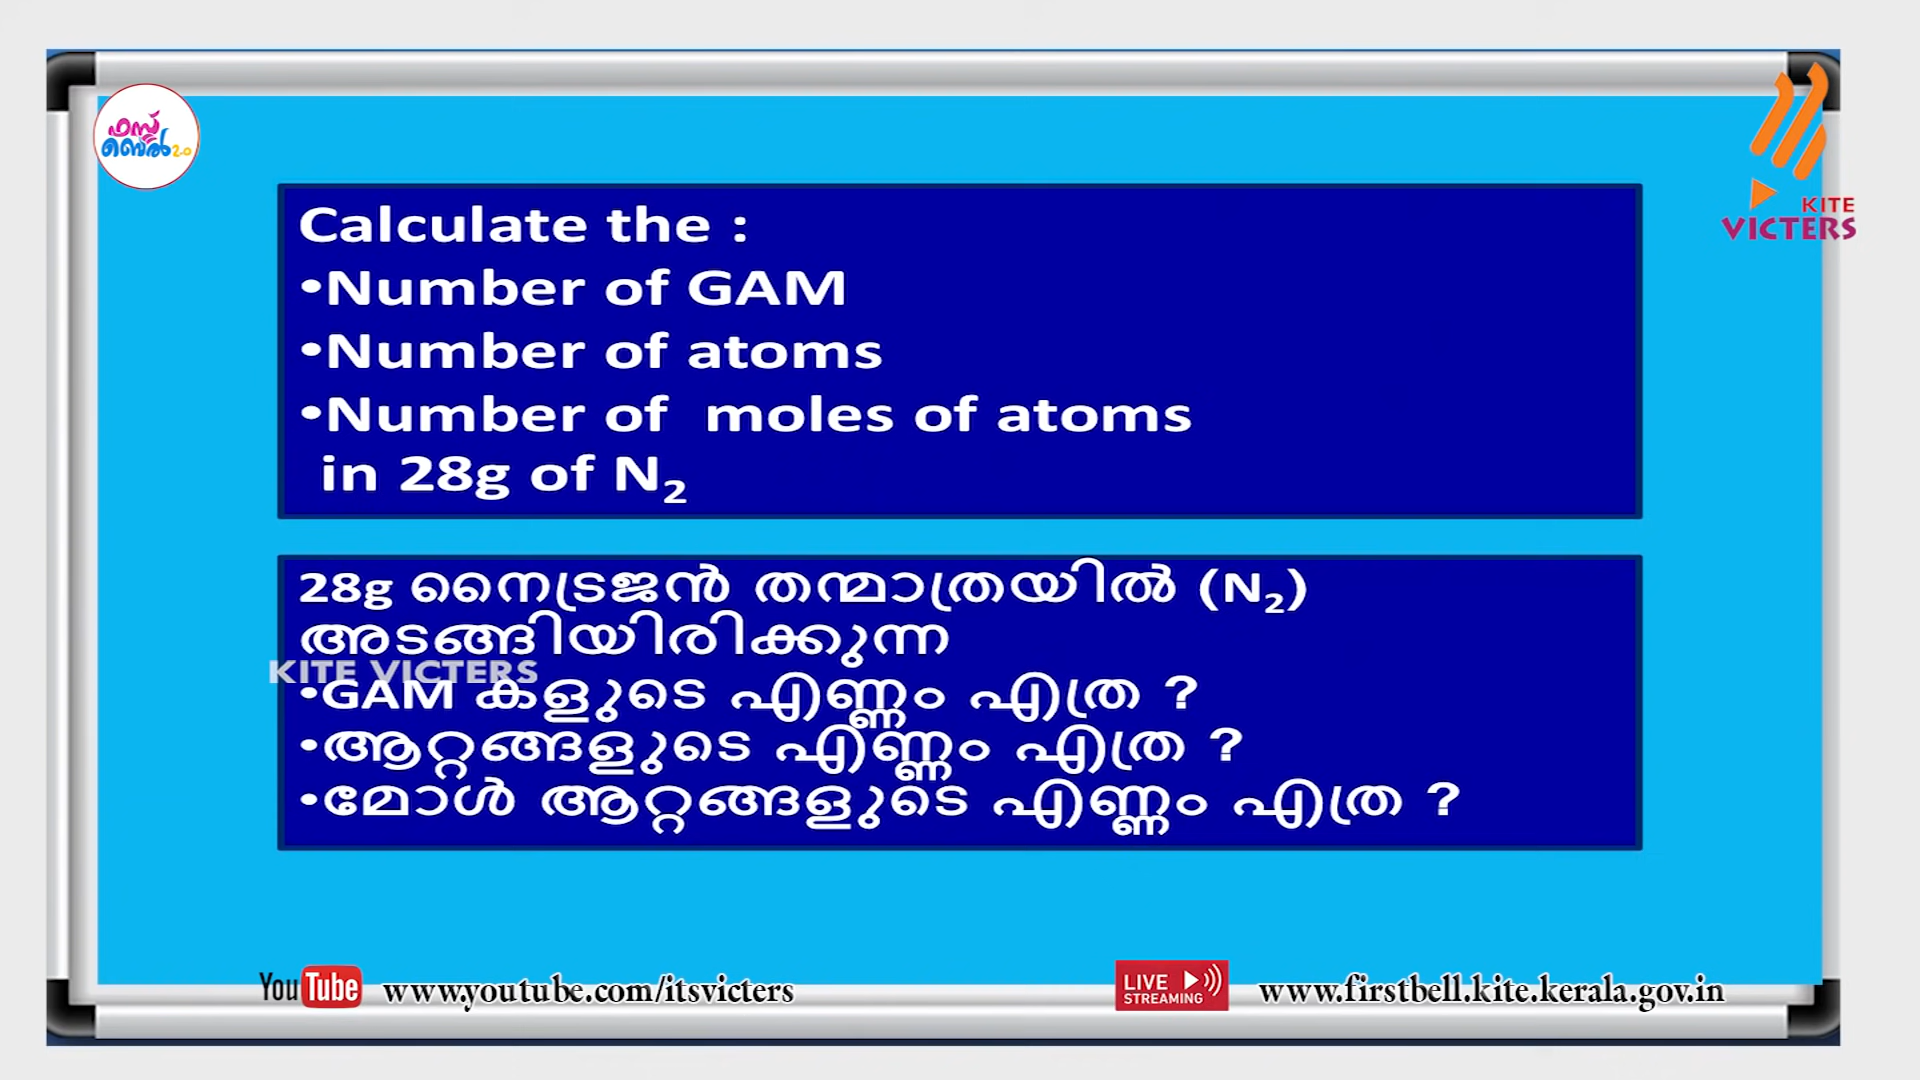 ഫസ്റ്റ്
ബെൽ 2.0
KITE
VICTERS
Calculate the :
•Number of GAM
•Number of atoms
•Number of  moles of atoms
in 28g of N₂
28g നൈട്രജൻ തന്മാത്രയിൽ (N₂)
അടങ്ങിയിരിക്കുന്ന
KITE VICTERS
•GAM കളുടെ എണ്ണം എത്ര ?
•ആറ്റങ്ങളുടെ എണ്ണം എത്ര ?
•മോൾ ആറ്റങ്ങളുടെ എണ്ണം എത്ര ?
YouTube www.youtube.com/itsvicters
LIVE
STREAMING
www.firstbell.kite.kerala.gov.in